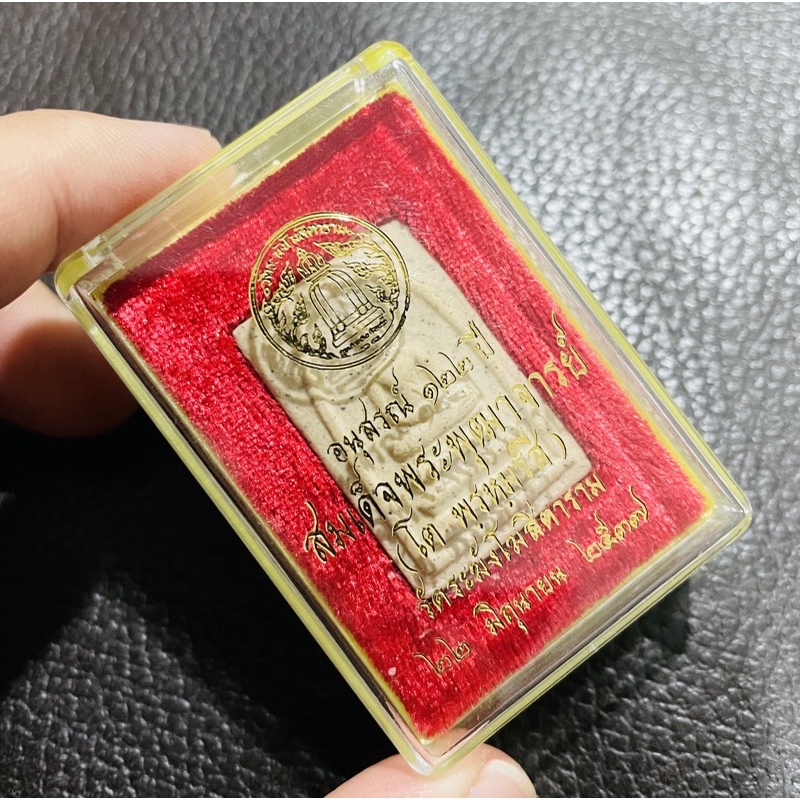 อนุสรณ์ ๑๒๒ ปี
สมเด็จพระพุฒาจารย์
(โต พรหมรังสี)
วัดระฆังโฆสิตาราม
๒๒ มิถุนายน ๒๕๓๗